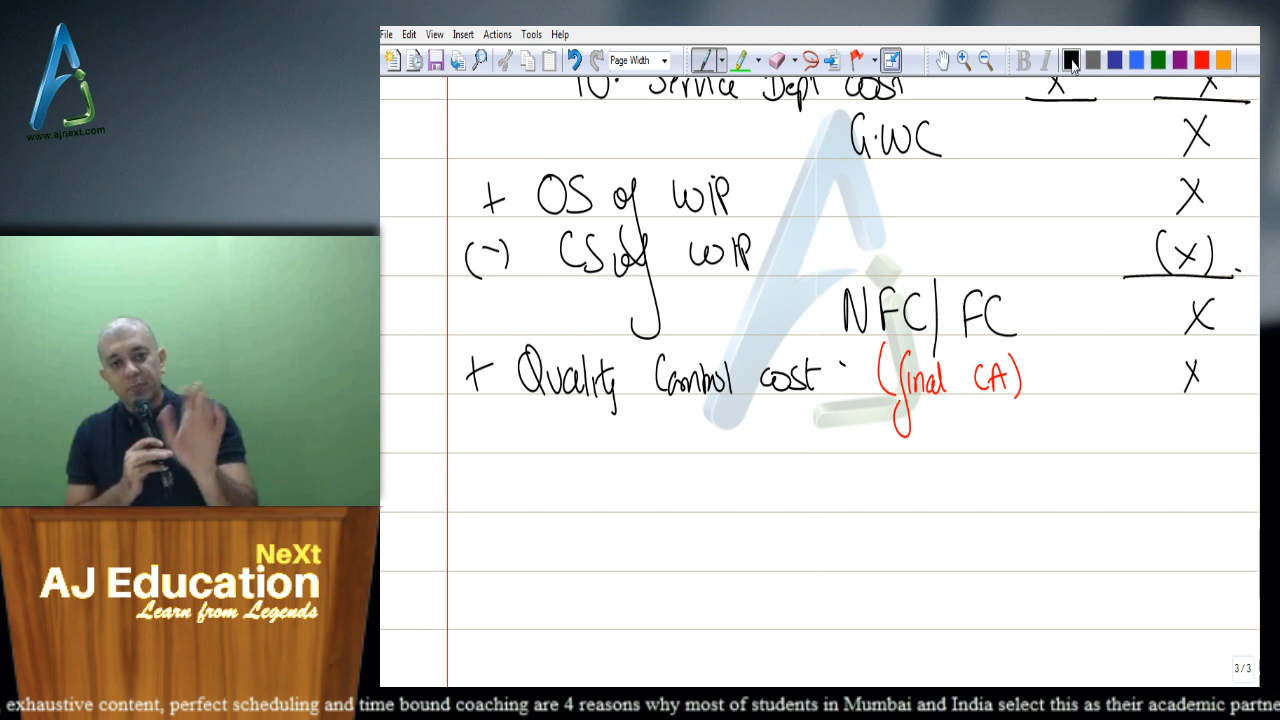 www.ajnext.com
File Edit View Insert Actions Tools Help
Page Width
B I
10. Service Dept cost X X
G.WC X
+ OS of WIP X
(-) CS of WIP (X)
NFC/FC X
+ Quality Control cost (final CA) X
3/3
NeXt
AJ Education
Learn from Legends
exhaustive content, perfect scheduling and time bound coaching are 4 reasons why most of students in Mumbai and India select this as their academic partne